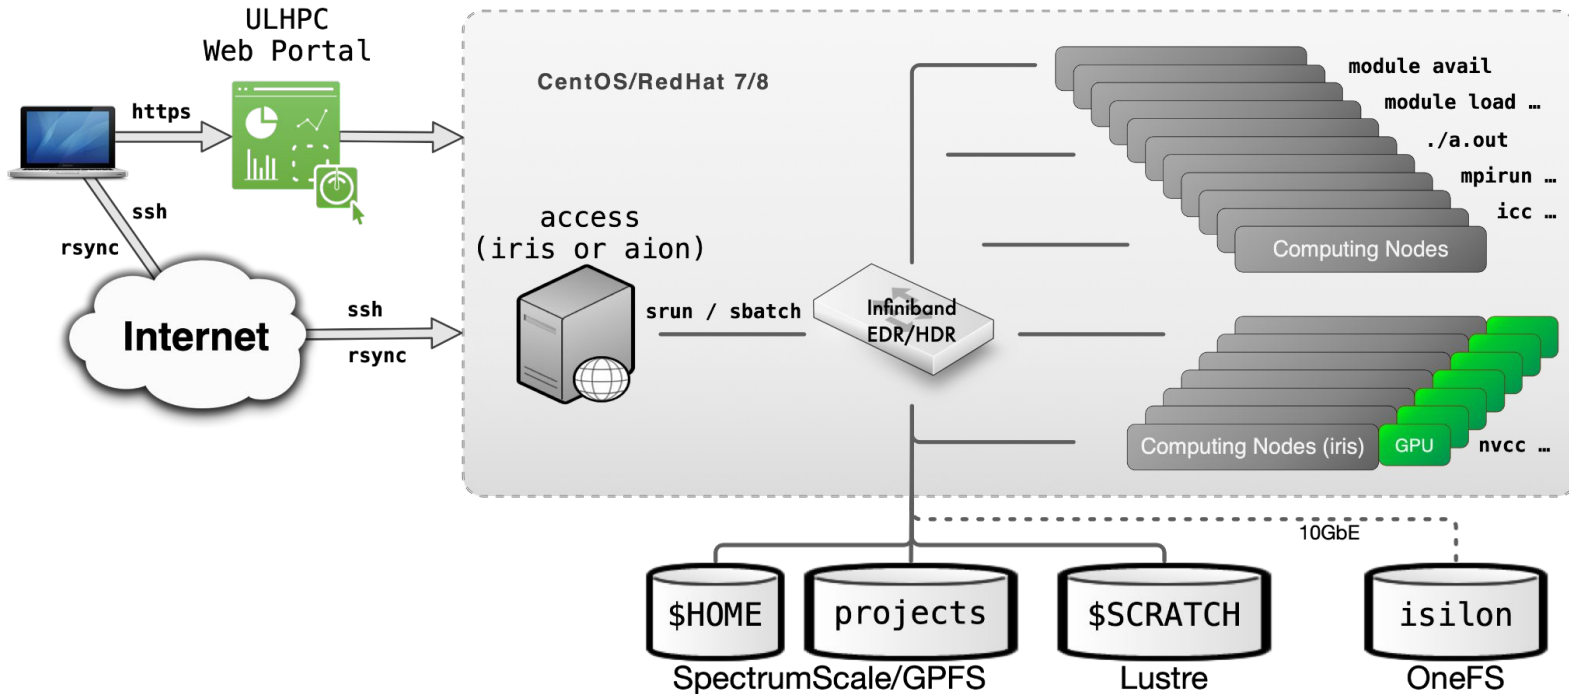 ULHPC
Web Portal
https
ssh
rsync
Internet
ssh
rsync
CentOS/RedHat 7/8
access
(iris or aion)
srun / sbatch
Infiniband
EDR/HDR
module avail
module load …
./a.out
mpirun …
icc …
Computing Nodes
Computing Nodes (iris)
GPU
nvcc …
10GbE
$HOME
projects
$SCRATCH
isilon
SpectrumScale/GPFS
Lustre
OneFS